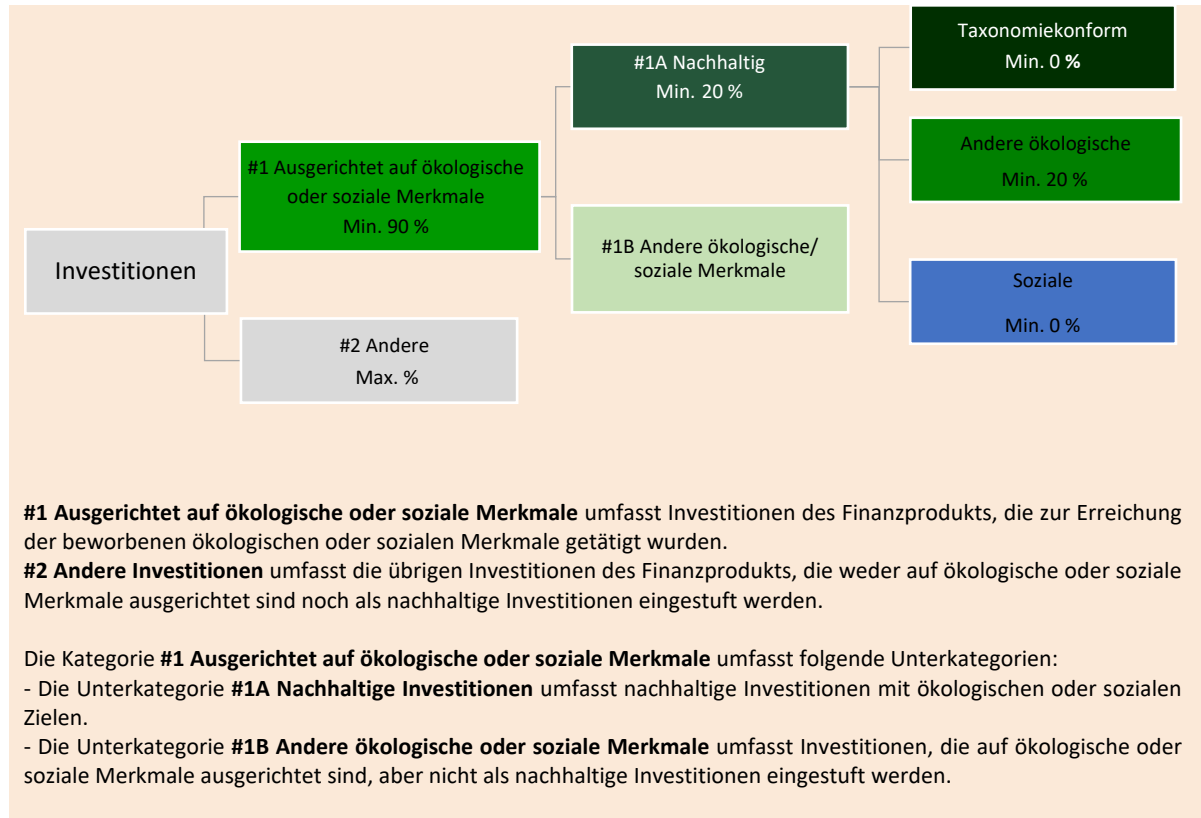 Taxonomiekonform
Min. 0 %
#1A Nachhaltig
Min. 20 %
Andere ökologische
Min. 20 %
#1 Ausgerichtet auf ökologische
oder soziale Merkmale
Min. 90 %
#1B Andere ökologische/
soziale Merkmale
Investitionen
Soziale
Min. 0 %
#2 Andere
Max. %
#1 Ausgerichtet auf ökologische oder soziale Merkmale umfasst Investitionen des Finanzprodukts, die zur Erreichung
der beworbenen ökologischen oder sozialen Merkmale getätigt wurden.
#2 Andere Investitionen umfasst die übrigen Investitionen des Finanzprodukts, die weder auf ökologische oder soziale
Merkmale ausgerichtet sind noch als nachhaltige Investitionen eingestuft werden.
Die Kategorie #1 Ausgerichtet auf ökologische oder soziale Merkmale umfasst folgende Unterkategorien:
- Die Unterkategorie #1A Nachhaltige Investitionen umfasst nachhaltige Investitionen mit ökologischen oder sozialen
Zielen.
- Die Unterkategorie #1B Andere ökologische oder soziale Merkmale umfasst Investitionen, die auf ökologische oder
soziale Merkmale ausgerichtet sind, aber nicht als nachhaltige Investitionen eingestuft werden.